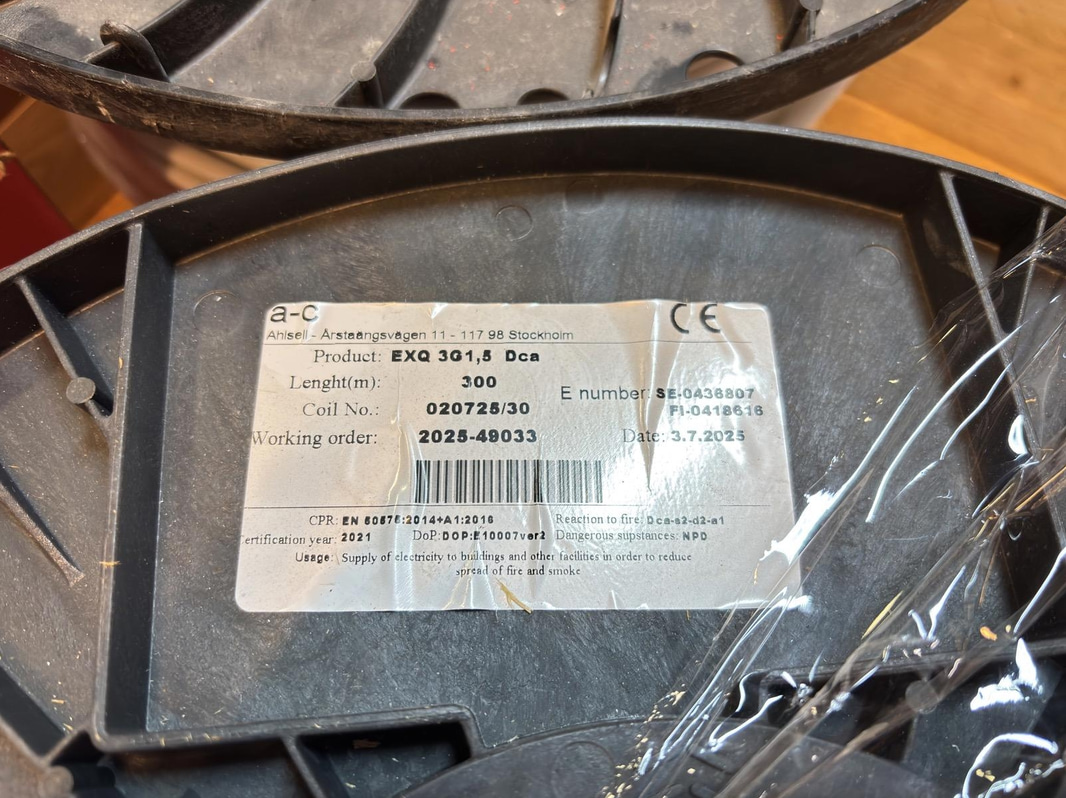 a-c
CE
Ahlsell - Årstaängsvägen 11 - 117 98 Stockholm
Product: EXQ 3G1,5 Dca
Lenght(m): 300
E number: SE-0436807
Coil No.: 020725/30
FI-0418616
Working order: 2025-49033
Date: 3.7.2025
CPR: EN 50575:2014+A1:2016
Reaction to fire: Dca-s2-d2-a1
ertification year: 2021
DoP: DOP:E10007ver2
Dangerous supstances: NPD
Usage: Supply of electricity to buildings and other facilities in order to reduce
spread of fire and smoke